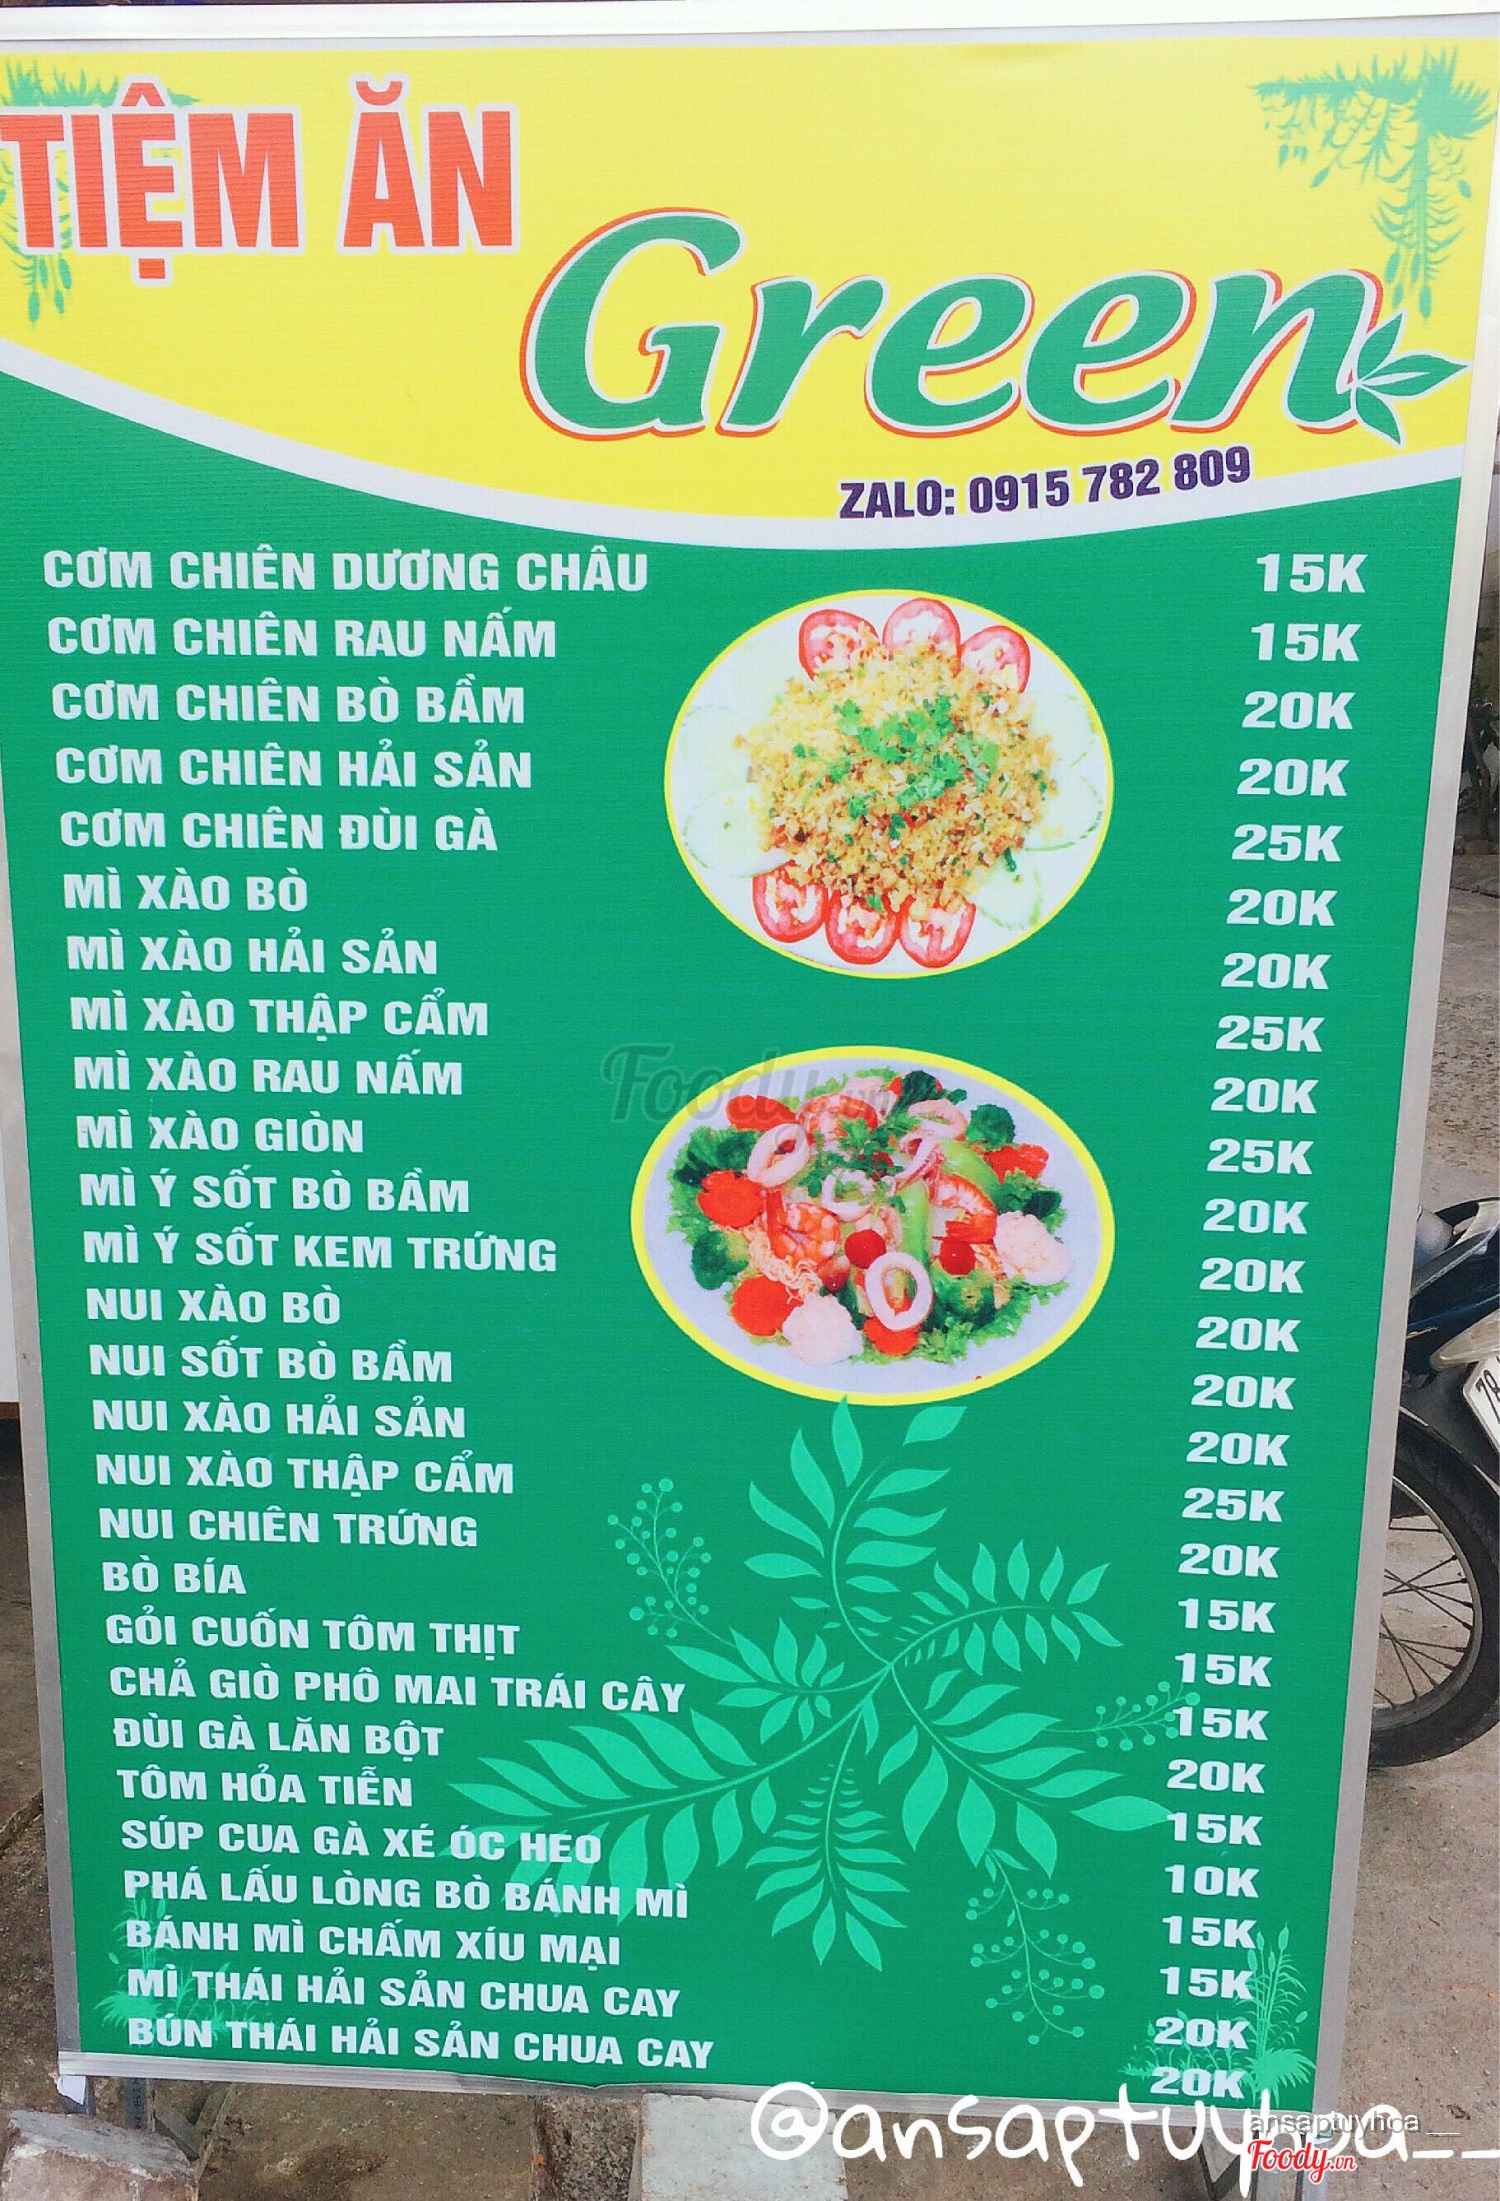 TIỆM ĂN
Green
ZALO: 0915 782 809
CƠM CHIÊN DƯƠNG CHÂU 15K
CƠM CHIÊN RAU NẤM 15K
CƠM CHIÊN BÒ BẰM 20K
CƠM CHIÊN HẢI SẢN 20K
CƠM CHIÊN ĐÙI GÀ 25K
MÌ XÀO BÒ 20K
MÌ XÀO HẢI SẢN 20K
MÌ XÀO THẬP CẨM 25K
MÌ XÀO RAU NẤM 20K
MÌ XÀO GIÒN 25K
MÌ Ý SỐT BÒ BẰM 20K
MÌ Ý SỐT KEM TRỨNG 20K
NUI XÀO BÒ 20K
NUI SỐT BÒ BẰM 20K
NUI XÀO HẢI SẢN 20K
NUI XÀO THẬP CẨM 25K
NUI CHIÊN TRỨNG 20K
BÒ BÍA 15K
GỎI CUỐN TÔM THỊT 15K
CHẢ GIÒ PHÔ MAI TRÁI CÂY 15K
ĐÙI GÀ LĂN BỘT 20K
TÔM HỎA TIỄN 15K
SÚP CUA GÀ XÉ ÓC HEO 10K
PHÁ LẤU LÒNG BÒ BÁNH MÌ 15K
BÁNH MÌ CHẤM XÍU MẠI 15K
MÌ THÁI HẢI SẢN CHUA CAY 20K
BÚN THÁI HẢI SẢN CHUA CAY 20K
Foody.vn
@ansaptuyhoa__
ansaptuyhoa__
Foody.vn
78